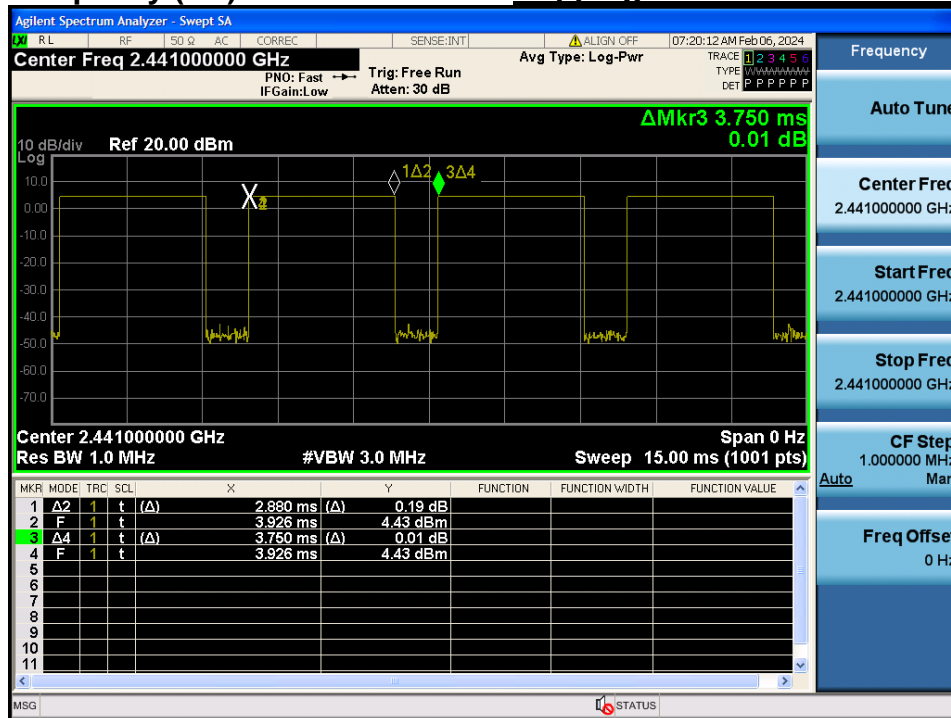 Agilent Spectrum Analyzer - Swept SA
LXI RL RF 50 Ω AC CORREC SENSE:INT ALIGN OFF 07:20:12 AM Feb 06, 2024
Center Freq 2.441000000 GHz Avg Type: Log-Pwr TRACE 1 2 3 4 5 6
PNO: Fast Trig: Free Run TYPE WWWWWW
IFGain:Low Atten: 30 dB DET P P P P P P
Frequency
Auto Tune
ΔMkr3 3.750 ms
0.01 dB
10 dB/div Ref 20.00 dBm
Log
10.0
0.00
-10.0
-20.0
-30.0
-40.0
-50.0
-60.0
-70.0
X
1Δ2 3Δ4
Center Freq
2.441000000 GHz
Start Freq
2.441000000 GHz
Stop Freq
2.441000000 GHz
CF Step
1.000000 MHz
Auto Man
Freq Offset
0 Hz
Center 2.441000000 GHz Span 0 Hz
Res BW 1.0 MHz #VBW 3.0 MHz Sweep 15.00 ms (1001 pts)
MKR MODE TRC SCL X Y FUNCTION FUNCTION WIDTH FUNCTION VALUE
1 Δ2 1 t (Δ) 2.880 ms (Δ) 0.19 dB
2 F 1 t 3.926 ms 4.43 dBm
3 Δ4 1 t (Δ) 3.750 ms (Δ) 0.01 dB
4 F 1 t 3.926 ms 4.43 dBm
5
6
7
8
9
10
11
MSG STATUS